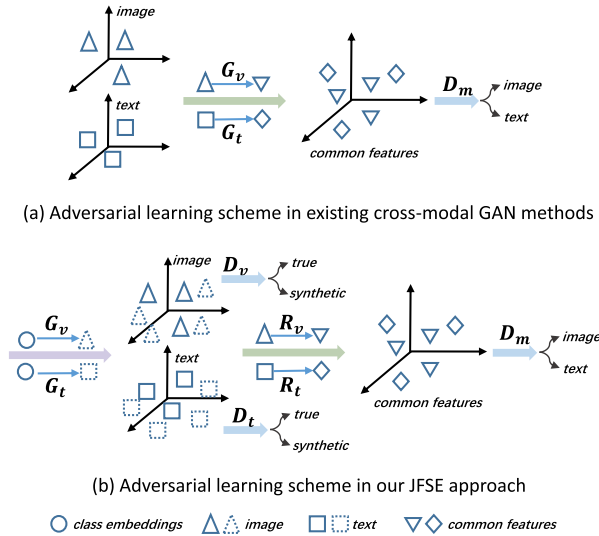 image
text
G_v
G_t
common features
D_m
image
text
(a) Adversarial learning scheme in existing cross-modal GAN methods
image
D_v
true
synthetic
G_v
G_t
text
R_v
R_t
D_t
true
synthetic
common features
D_m
image
text
(b) Adversarial learning scheme in our JFSE approach
class embeddings image text common features